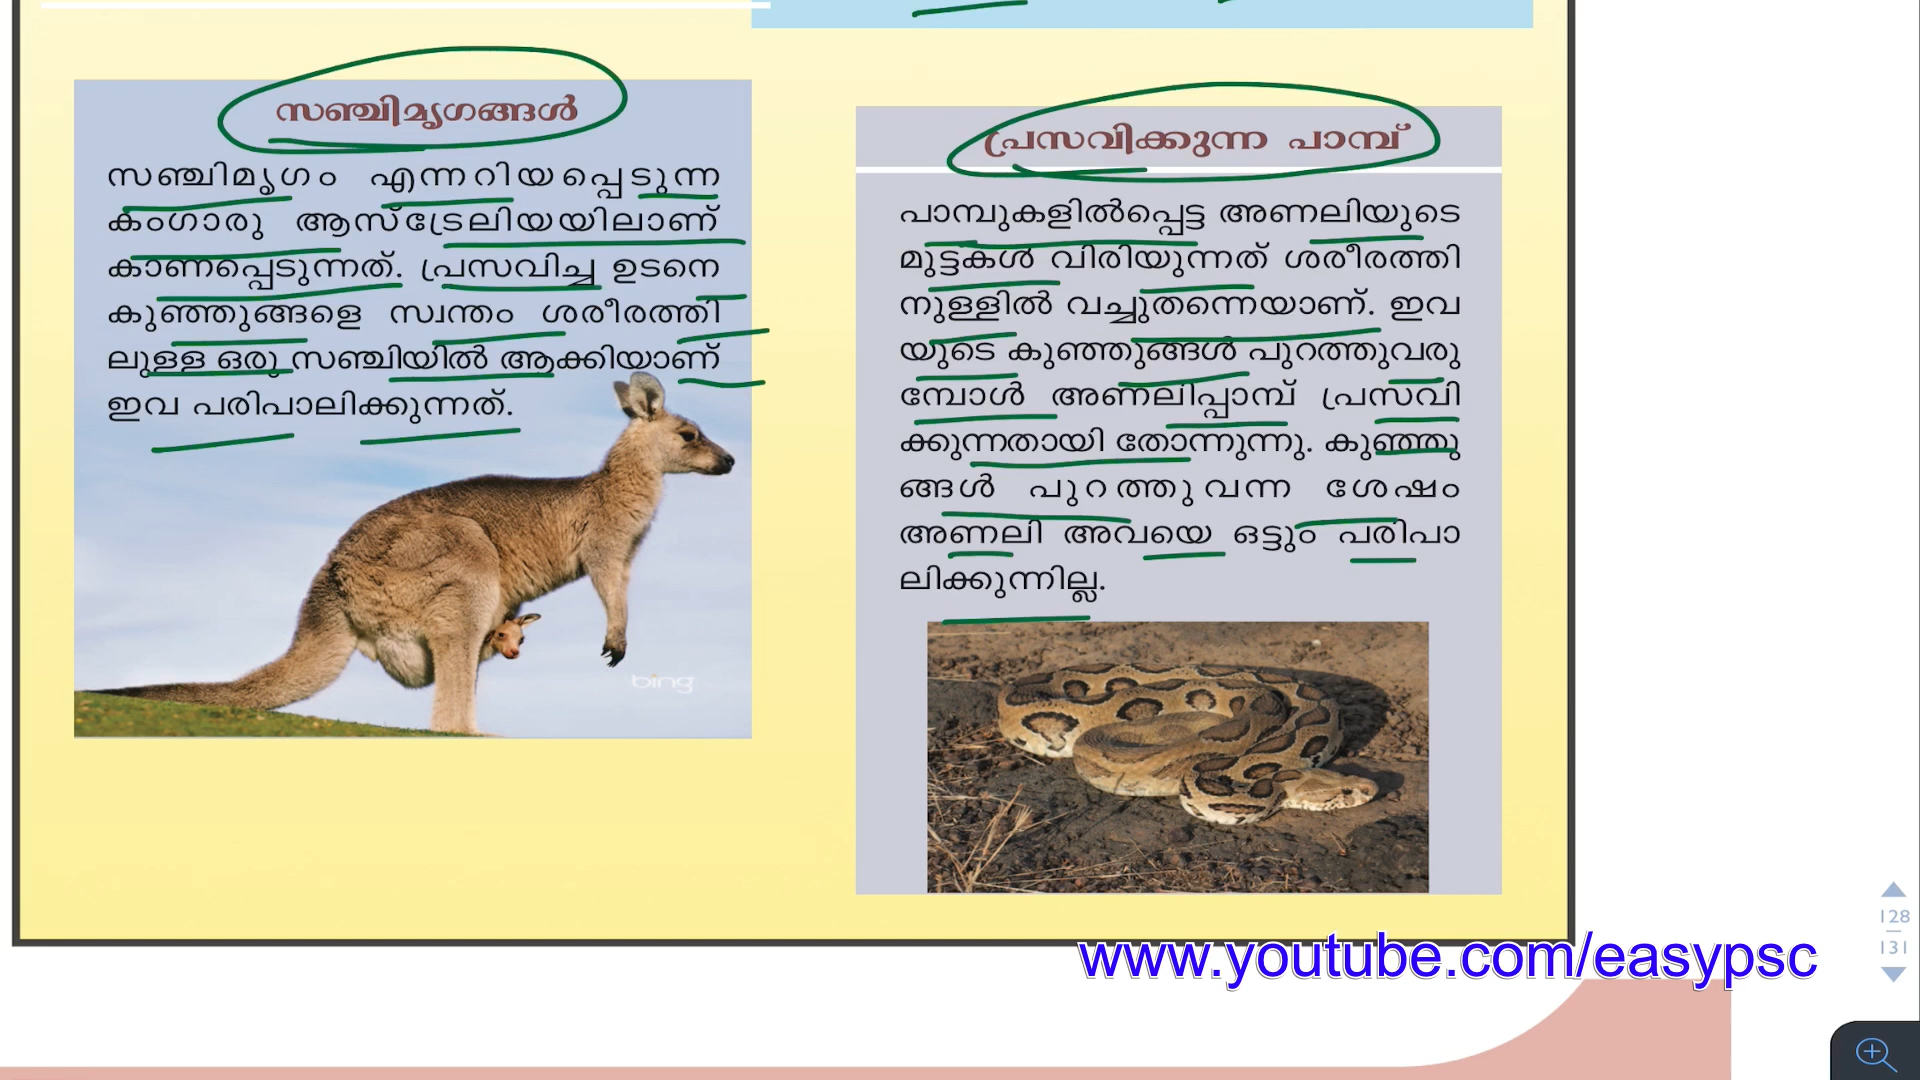 സഞ്ചിമൃഗങ്ങൾ
സഞ്ചിമൃഗം എന്നറിയപ്പെടുന്ന
കംഗാരു ആസ്ട്രേലിയയിലാണ്
കാണപ്പെടുന്നത്. പ്രസവിച്ച ഉടനെ
കുഞ്ഞുങ്ങളെ സ്വന്തം ശരീരത്തി
ലുള്ള ഒരു സഞ്ചിയിൽ ആക്കിയാണ്
ഇവ പരിപാലിക്കുന്നത്.
bing
പ്രസവിക്കുന്ന പാമ്പ്
പാമ്പുകളിൽപ്പെട്ട അണലിയുടെ
മുട്ടകൾ വിരിയുന്നത് ശരീരത്തി
നുള്ളിൽ വച്ചുതന്നെയാണ്. ഇവ
യുടെ കുഞ്ഞുങ്ങൾ പുറത്തുവരു
മ്പോൾ അണലിപ്പാമ്പ് പ്രസവി
ക്കുന്നതായി തോന്നുന്നു. കുഞ്ഞു
ങ്ങൾ പുറത്തുവന്ന ശേഷം
അണലി അവയെ ഒട്ടും പരിപാ
ലിക്കുന്നില്ല.
www.youtube.com/easypsc
128
131